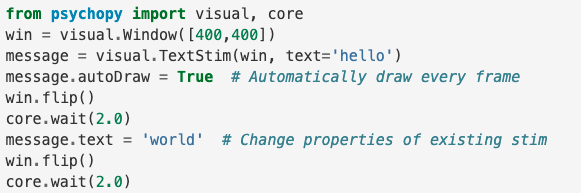 from psychopy import visual, core
win = visual.Window([400,400])
message = visual.TextStim(win, text='hello')
message.autoDraw = True  # Automatically draw every frame
win.flip()
core.wait(2.0)
message.text = 'world'  # Change properties of existing stim
win.flip()
core.wait(2.0)